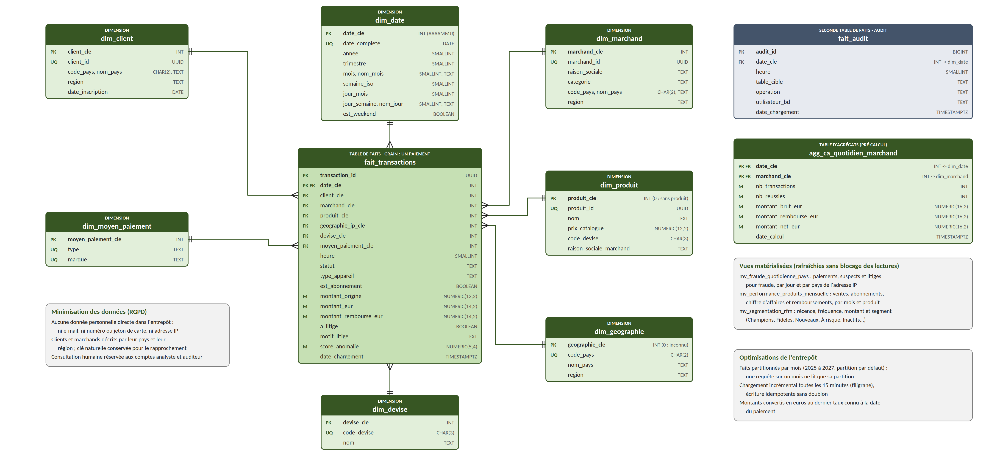 DIMENSION
dim_client
PK client_cle INT
UQ client_id UUID
code_pays, nom_pays CHAR(2), TEXT
region TEXT
date_inscription DATE
DIMENSION
dim_moyen_paiement
PK moyen_paiement_cle INT
UQ type TEXT
UQ marque TEXT
Minimisation des données (RGPD)
Aucune donnée personnelle directe dans l'entrepôt :
ni e-mail, ni numéro ou jeton de carte, ni adresse IP
Clients et marchands décrits par leur pays et leur
région ; clé naturelle conservée pour le rapprochement
Consultation humaine réservée aux comptes analyste et auditeur
DIMENSION
dim_date
PK date_cle INT (AAAAMMJJ)
UQ date_complete DATE
annee SMALLINT
trimestre SMALLINT
mois, nom_mois SMALLINT, TEXT
semaine_iso SMALLINT
jour_mois SMALLINT
jour_semaine, nom_jour SMALLINT, TEXT
est_weekend BOOLEAN
TABLE DE FAITS - GRAIN : UN PAIEMENT
fait_transactions
PK transaction_id UUID
PK FK date_cle INT
FK client_cle INT
FK marchand_cle INT
FK produit_cle INT
FK geographie_ip_cle INT
FK devise_cle INT
FK moyen_paiement_cle INT
heure SMALLINT
statut TEXT
type_appareil TEXT
est_abonnement BOOLEAN
M montant_origine NUMERIC(12,2)
M montant_eur NUMERIC(14,2)
M montant_rembourse_eur NUMERIC(14,2)
a_litige BOOLEAN
motif_litige TEXT
M score_anomalie NUMERIC(5,4)
date_chargement TIMESTAMPTZ
DIMENSION
dim_devise
PK devise_cle INT
UQ code_devise CHAR(3)
nom TEXT
DIMENSION
dim_marchand
PK marchand_cle INT
UQ marchand_id UUID
raison_sociale TEXT
categorie TEXT
code_pays, nom_pays CHAR(2), TEXT
region TEXT
DIMENSION
dim_produit
PK produit_cle INT (0 : sans produit)
UQ produit_id UUID
nom TEXT
prix_catalogue NUMERIC(12,2)
code_devise CHAR(3)
raison_sociale_marchand TEXT
DIMENSION
dim_geographie
PK geographie_cle INT (0 : inconnu)
UQ code_pays CHAR(2)
nom_pays TEXT
region TEXT
SECONDE TABLE DE FAITS - AUDIT
fait_audit
PK audit_id BIGINT
FK date_cle INT -> dim_date
heure SMALLINT
table_cible TEXT
operation TEXT
utilisateur_bd TEXT
date_chargement TIMESTAMPTZ
TABLE D'AGRÉGATS (PRÉ-CALCUL)
agg_ca_quotidien_marchand
PK FK date_cle INT -> dim_date
PK FK marchand_cle INT -> dim_marchand
M nb_transactions INT
M nb_reussies INT
M montant_brut_eur NUMERIC(16,2)
M montant_rembourse_eur NUMERIC(16,2)
M montant_net_eur NUMERIC(16,2)
date_calcul TIMESTAMPTZ
Vues matérialisées (rafraîchies sans blocage des lectures)
mv_fraude_quotidienne_pays : paiements, suspects et litiges
pour fraude, par jour et par pays de l'adresse IP
mv_performance_produits_mensuelle : ventes, abonnements,
chiffre d'affaires et remboursements, par mois et produit
mv_segmentation_rfm : récence, fréquence, montant et segment
(Champions, Fidèles, Nouveaux, À risque, Inactifs...)
Optimisations de l'entrepôt
Faits partitionnés par mois (2025 à 2027, partition par défaut) :
une requête sur un mois ne lit que sa partition
Chargement incrémental toutes les 15 minutes (filigrane),
écriture idempotente sans doublon
Montants convertis en euros au dernier taux connu à la date
du paiement